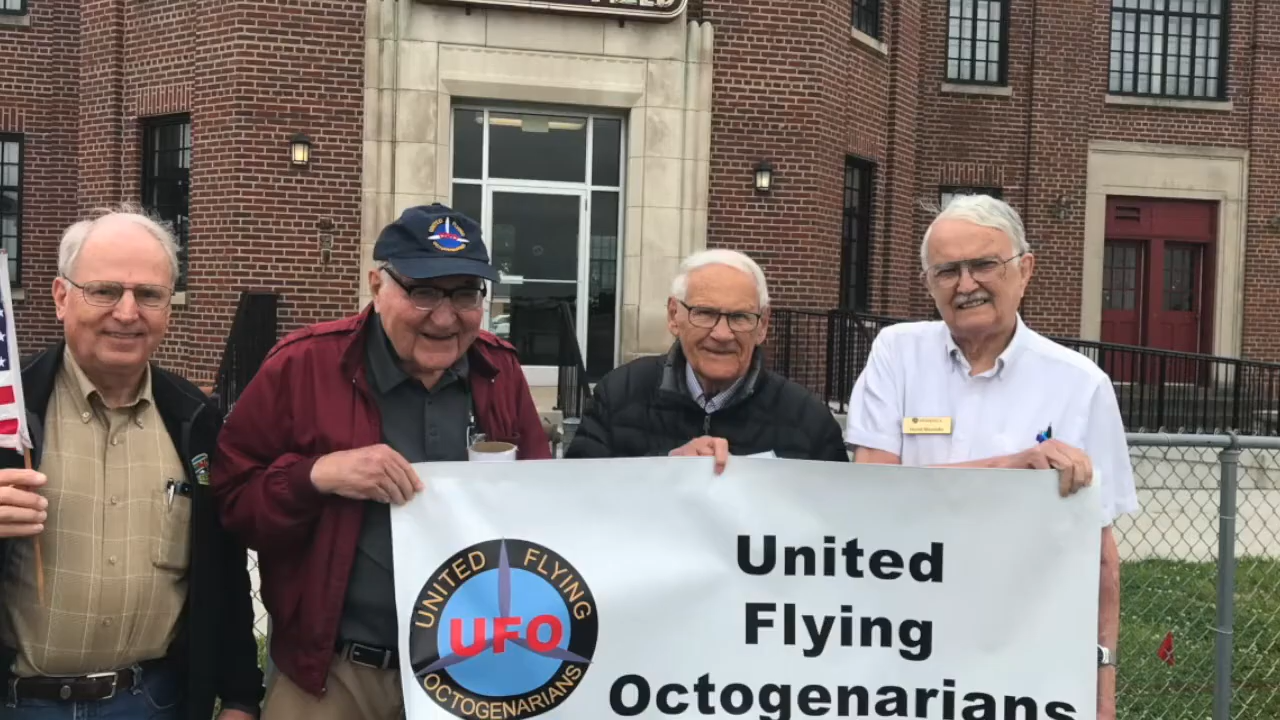 UNITED FLYING
UFO
OCTOGENARIANS
United
Flying
Octogenarians